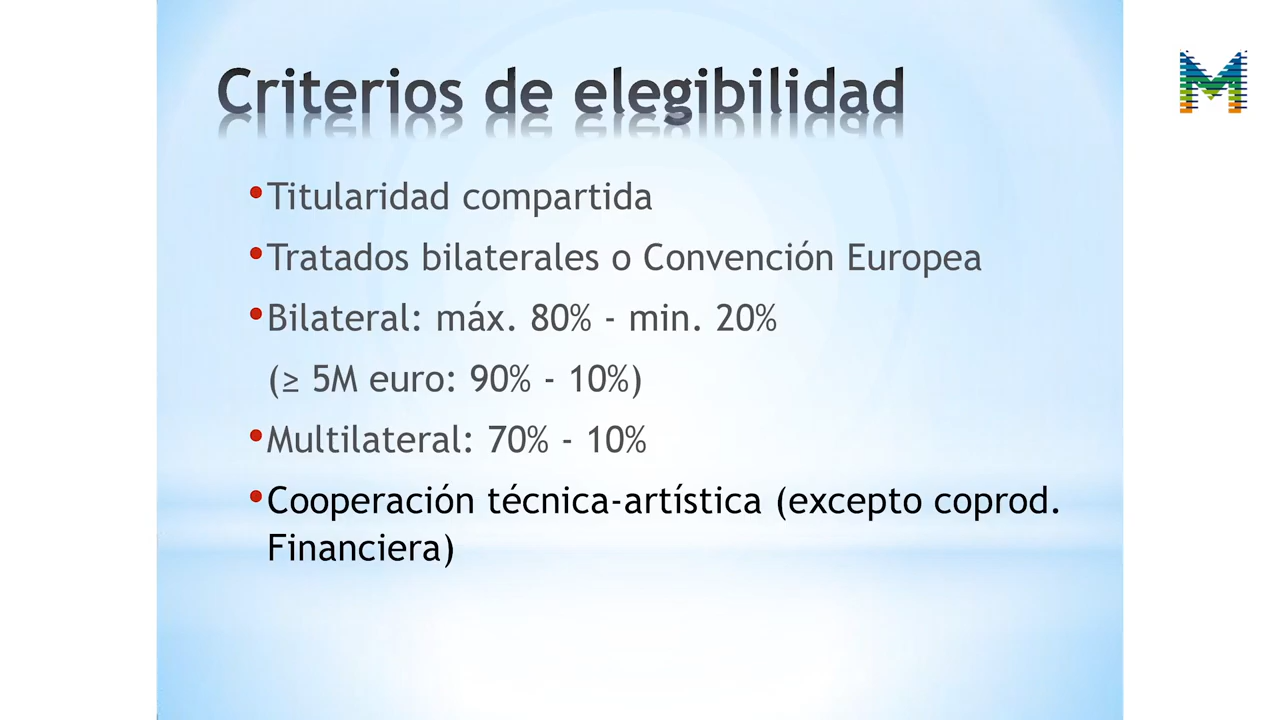 Criterios de elegibilidad
•Titularidad compartida
•Tratados bilaterales o Convención Europea
•Bilateral: máx. 80% - min. 20%
(≥ 5M euro: 90% - 10%)
•Multilateral: 70% - 10%
•Cooperación técnica-artística (excepto coprod.
Financiera)
M